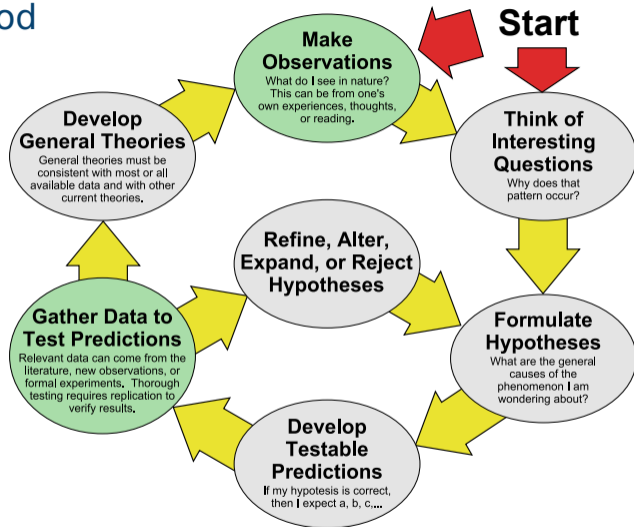 Start
Make
Observations
What do I see in nature?
This can be from one's
own experiences, thoughts,
or reading.
Think of
Interesting
Questions
Why does that
pattern occur?
Formulate
Hypotheses
What are the general
causes of the
phenomenon I am
wondering about?
Develop
Testable
Predictions
If my hypotesis is correct,
then I expect a, b, c,...
Gather Data to
Test Predictions
Relevant data can come from the
literature, new observations, or
formal experiments. Thorough
testing requires replication to
verify results.
Refine, Alter,
Expand, or Reject
Hypotheses
Develop
General Theories
General theories must be
consistent with most or all
available data and with other
current theories.